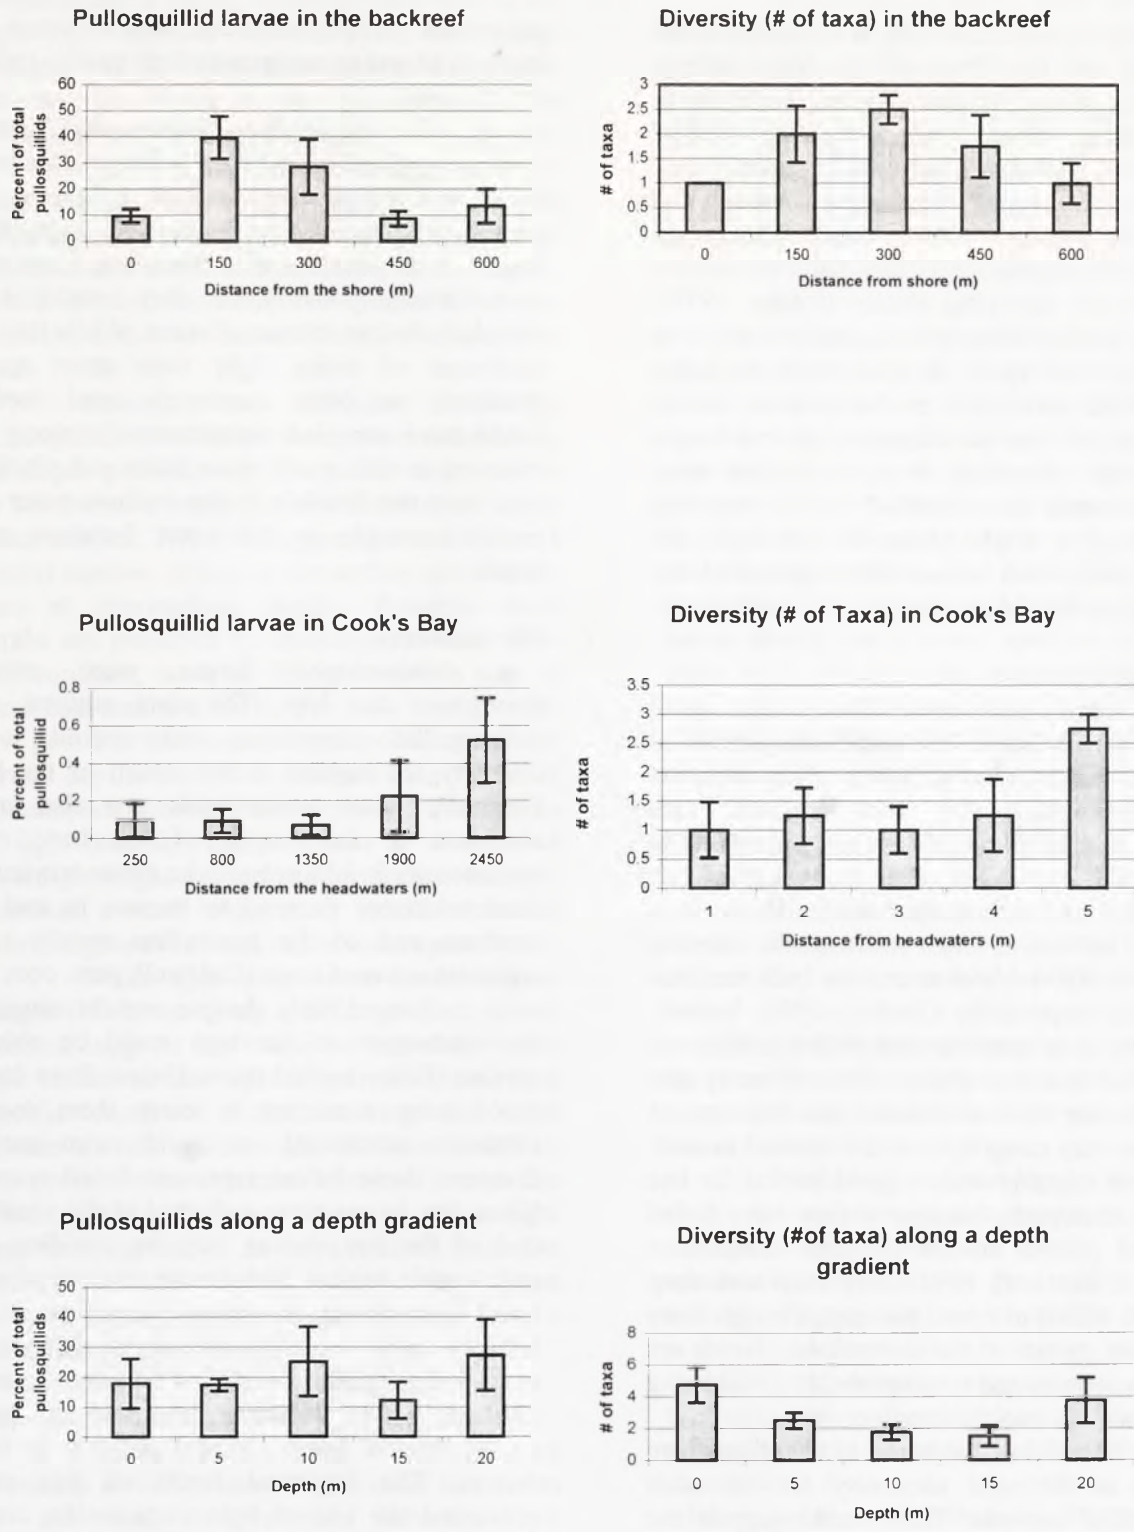 Pullosquillid larvae in the backreef
Percent of total
pullosquillids
60
50
40
30
20
10
0
0 150 300 450 600
Distance from the shore (m)
Diversity (# of taxa) in the backreef
# of taxa
3
2.5
2
1.5
1
0.5
0
0 150 300 450 600
Distance from shore (m)
Pullosquillid larvae in Cook's Bay
Percent of total
pullosquillid
0.8
0.6
0.4
0.2
0
250 800 1350 1900 2450
Distance from the headwaters (m)
Diversity (# of Taxa) in Cook's Bay
# of taxa
3.5
3
2.5
2
1.5
1
0.5
0
1 2 3 4 5
Distance from headwaters (m)
Pullosquillids along a depth gradient
Percent of total
pullosquillids
50
40
30
20
10
0
0 5 10 15 20
Depth (m)
Diversity (#of taxa) along a depth
gradient
# of taxa
8
6
4
2
0
0 5 10 15 20
Depth (m)